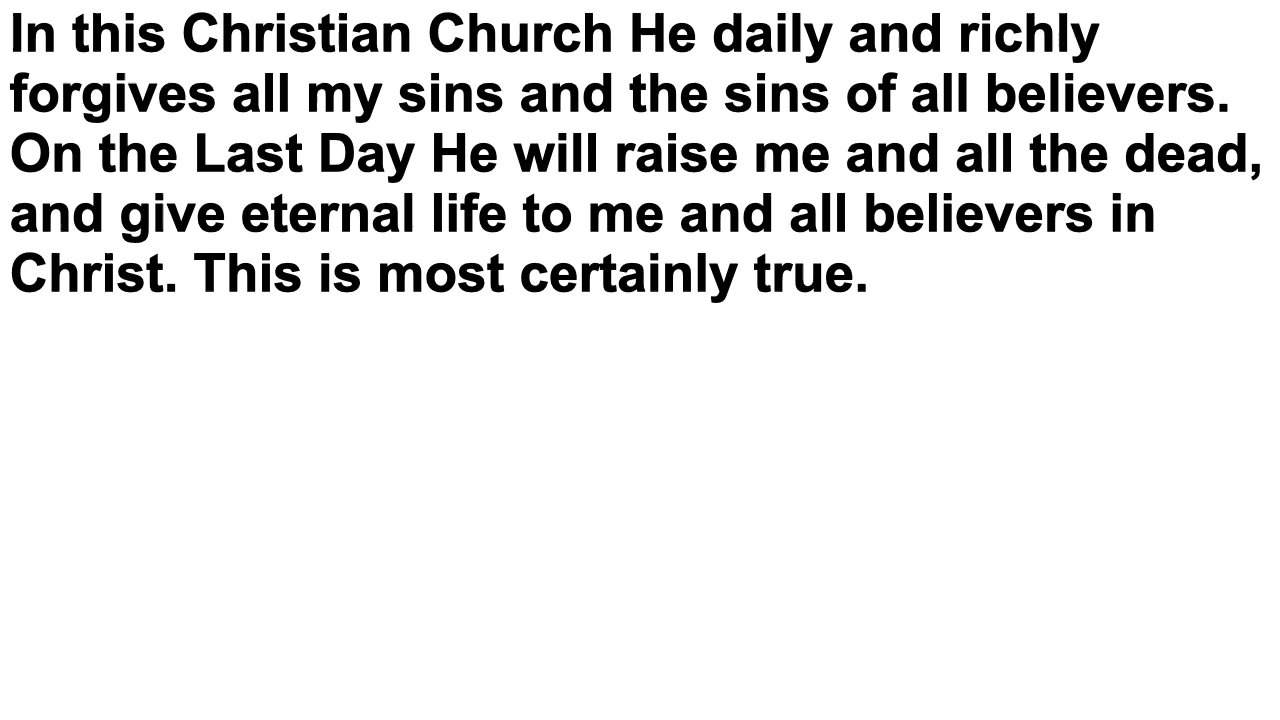 In this Christian Church He daily and richly
forgives all my sins and the sins of all believers.
On the Last Day He will raise me and all the dead,
and give eternal life to me and all believers in
Christ. This is most certainly true.